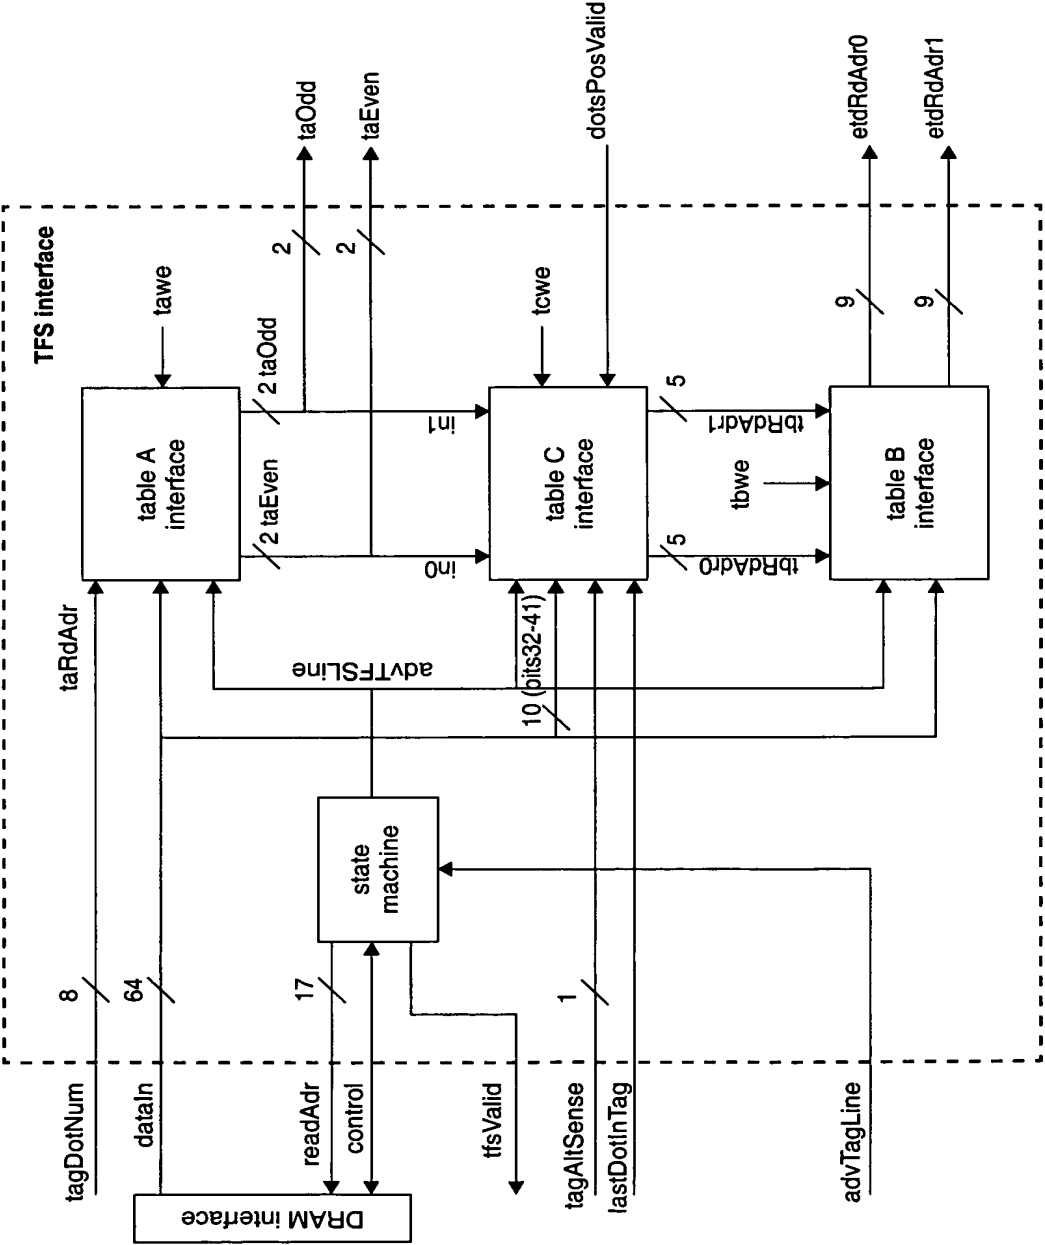 TFS interface
taOdd
taEven
dotsPosValid
etdRdAdr0
etdRdAdr1
2
2
9
9
tawe
tcwe
tbwe
2 taOdd
2 taEven
in1
in0
5
5
tbRdAdr1
tbRdAdr0
table A
interface
table C
interface
table B
interface
taRdAdr
advTFSLine
10 (bits32-41)
state
machine
8
64
17
1
tagDotNum
dataIn
readAdr
control
tfsValid
tagAltSense
lastDotInTag
advTagLine
DRAM interface